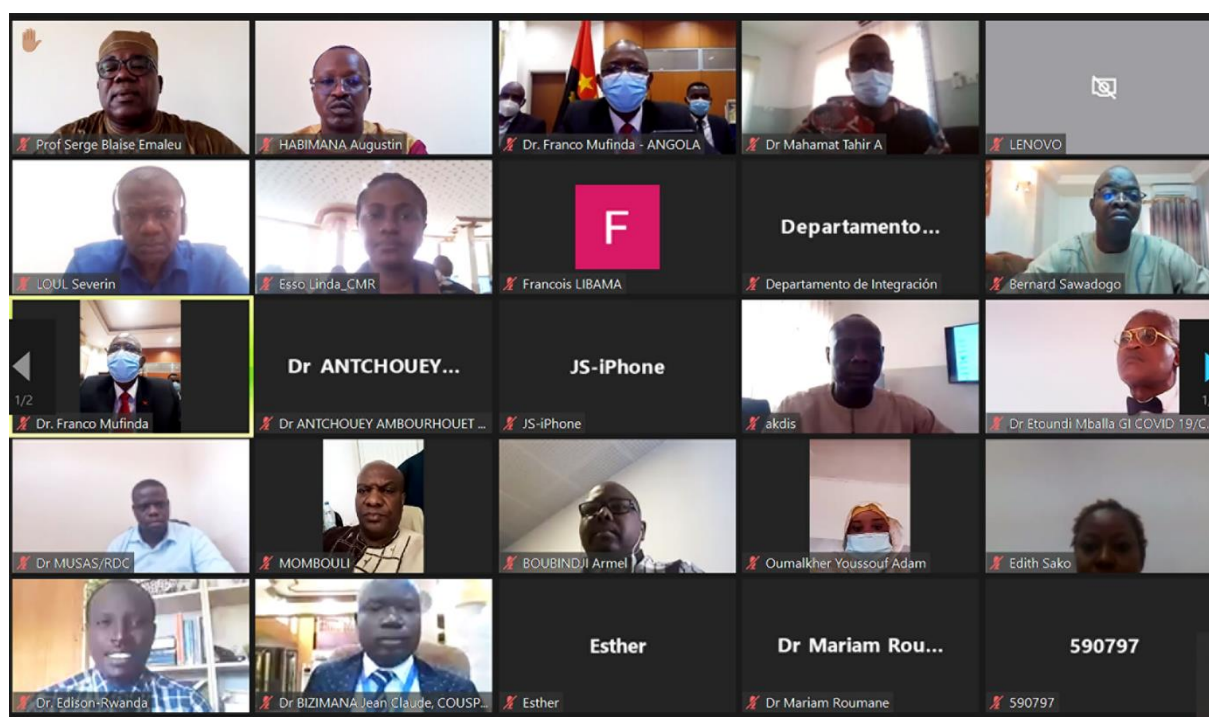 Prof Serge Blaise Emaleu
HABIMANA Augustin
Dr. Franco Mufinda - ANGOLA
Dr Mahamat Tahir A
LENOVO
LOUL Severin
Esso Linda_CMR
F
Francois LIBAMA
Departamento...
Departamento de Integración
Bernard Sawadogo
1/2
Dr. Franco Mufinda
Dr ANTCHOUEY...
Dr ANTCHOUEY AMBOURHOUET ...
JS-iPhone
JS-iPhone
akdis
Dr Etoundi Mballa GI COVID 19/C.
Dr MUSAS/RDC
MOMBOULI
BOUBINDJI Armel
Oumalkher Youssouf Adam
Edith Sako
Dr. Edison-Rwanda
Dr BIZIMANA Jean Claude, COUSP...
Esther
Esther
Dr Mariam Rou...
Dr Mariam Roumane
590797
590797